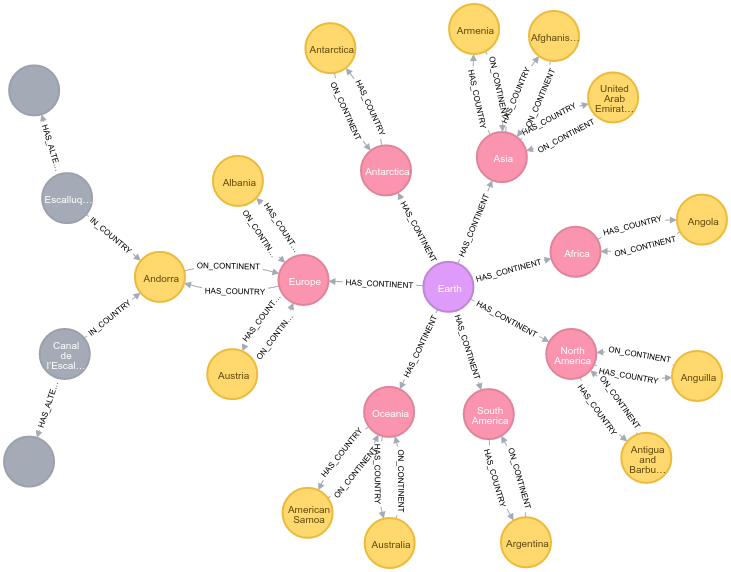 Armenia
Afghanis…
Antarctica
HAS_COUNTRY
ON_CONTINENT
HAS_COUNTRY
ON_CONTINENT
HAS_COUNTRY
ON_CONTINENT
United
Arab
Emirat…
HAS_COUNTRY
ON_CONTINENT
HAS_ALTE…
Asia
Antarctica
Albania
Escalluq…
HAS_CONTINENT
HAS_CONTINENT
HAS_COUNT…
ON_CONTIN…
Angola
HAS_COUNTRY
ON_CONTINENT
IN_COUNTRY
Africa
ON_CONTINENT
Andorra
HAS_COUNTRY
Europe
HAS_CONTINENT
Earth
HAS_CONTINENT
IN_COUNTRY
HAS_COUNT…
ON_CONTIN…
HAS_CONTINENT
HAS_CONTINENT
HAS_CONTINENT
Canal
de
l'Escal…
North
America
ON_CONTINENT
HAS_COUNTRY
Anguilla
Austria
HAS_ALTE…
Oceania
South
America
HAS_COUNTRY
ON_CONTINENT
HAS_COUNTRY
ON_CONTINENT
HAS_COUNTRY
ON_CONTINENT
HAS_COUNTRY
ON_CONTINENT
Antigua
and
Barbu…
American
Samoa
Australia
Argentina